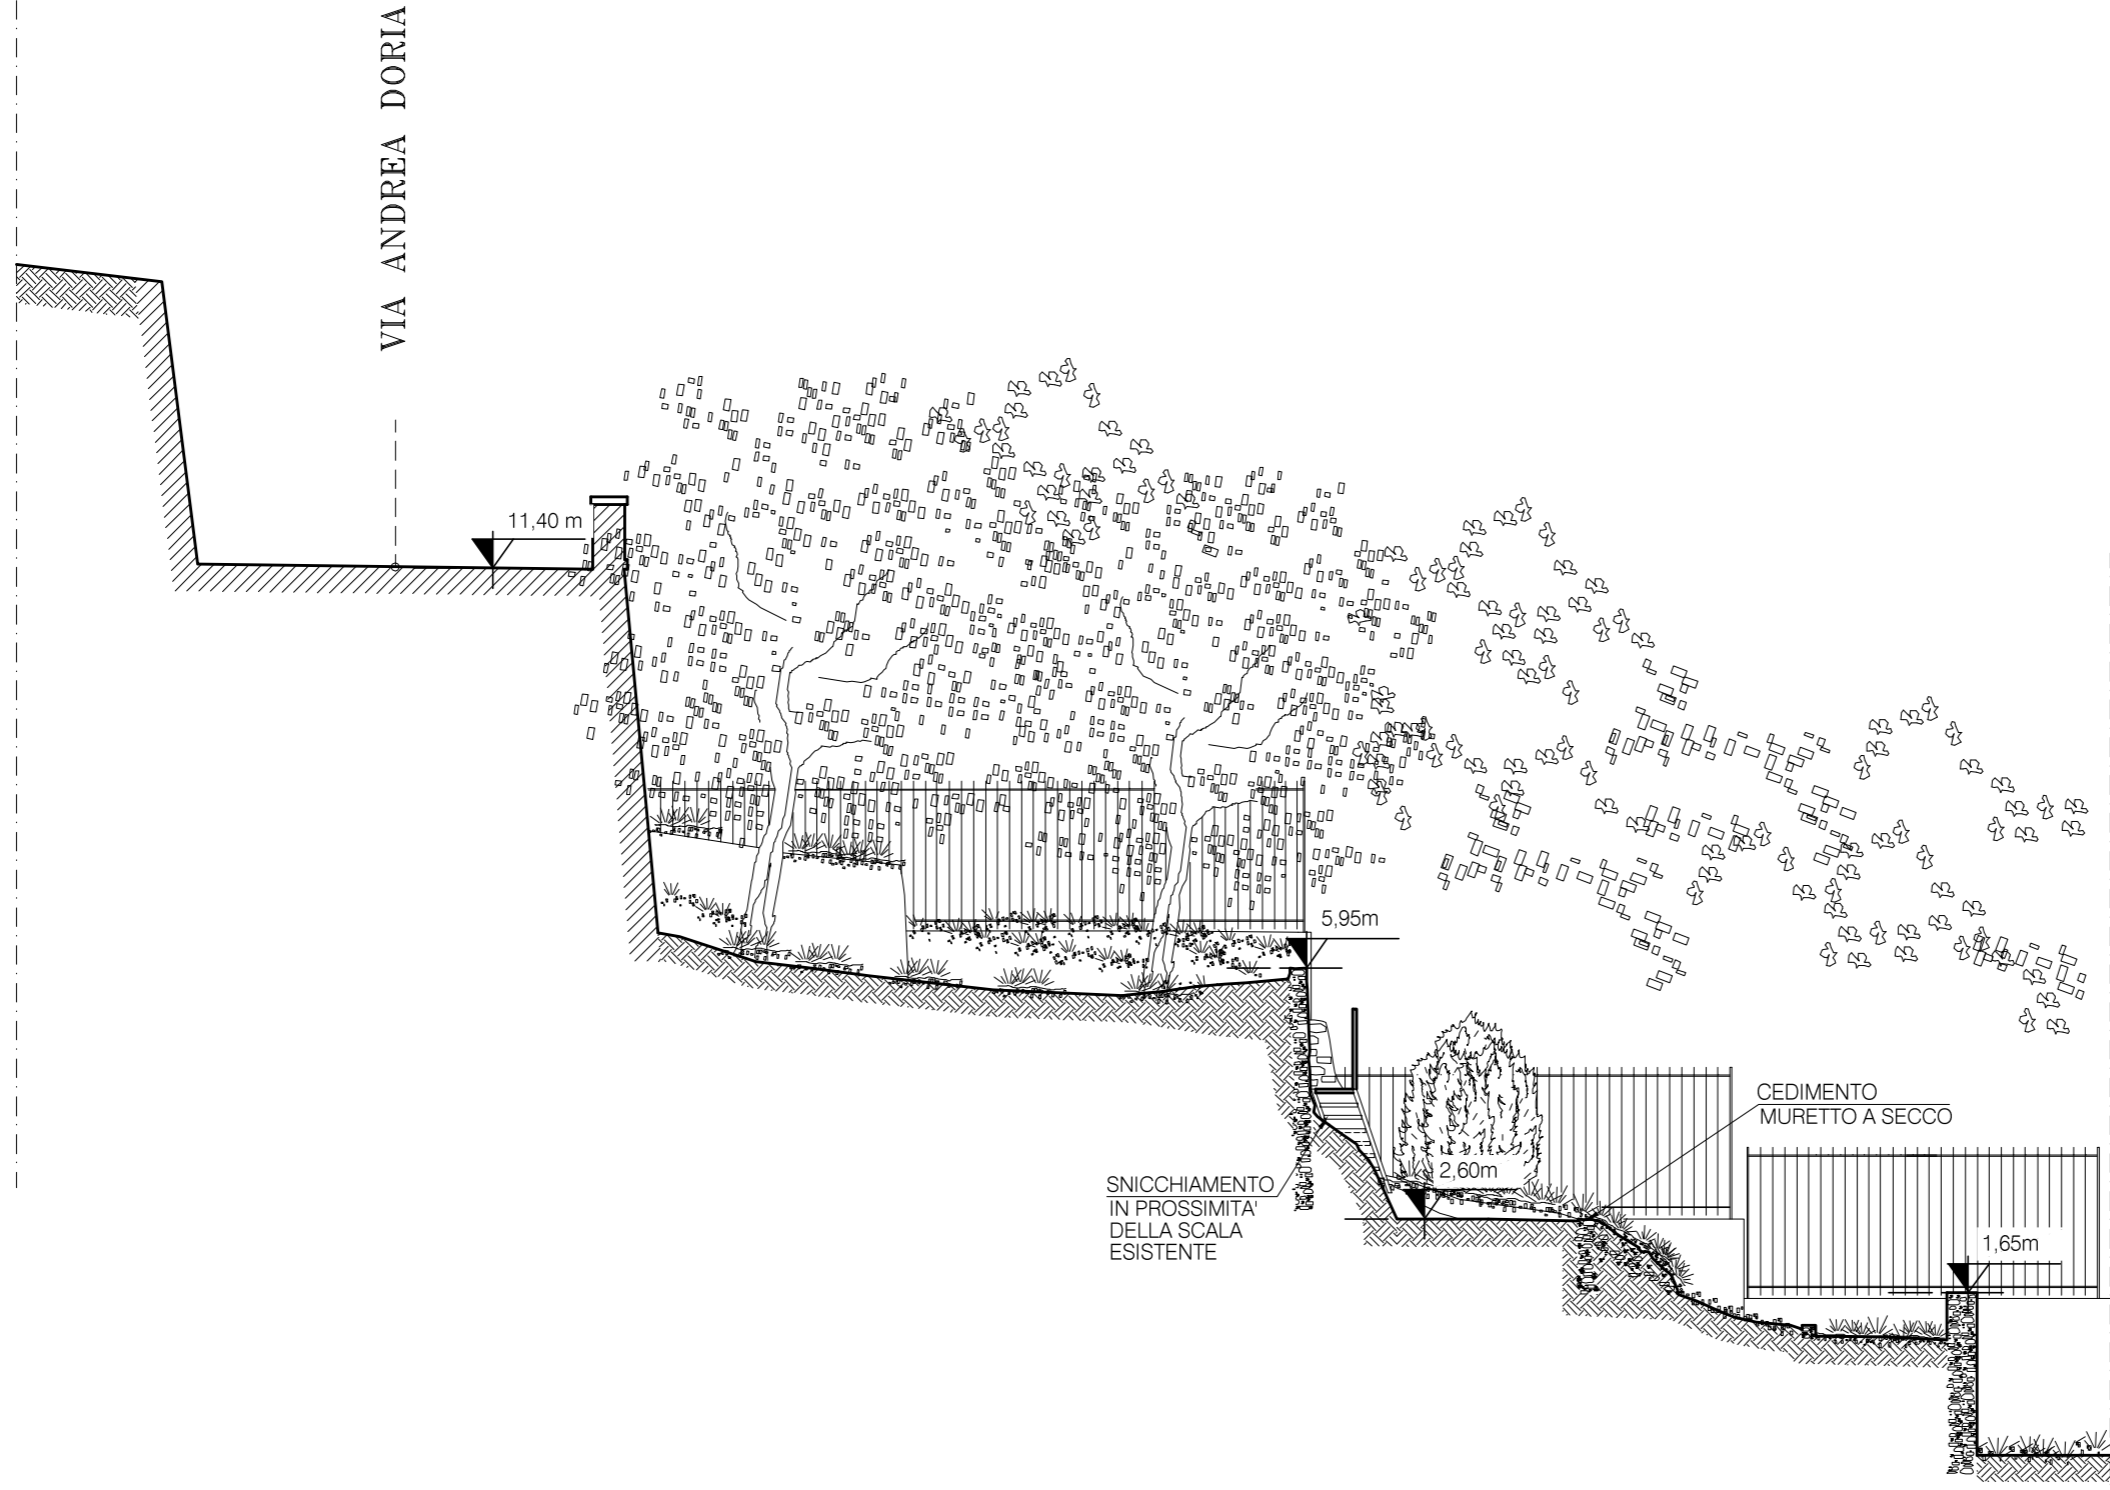 VIA ANDREA DORIA
11,40 m
5,95m
CEDIMENTO
MURETTO A SECCO
2,60m
SNICCHIAMENTO
IN PROSSIMITA'
DELLA SCALA
ESISTENTE
1,65m